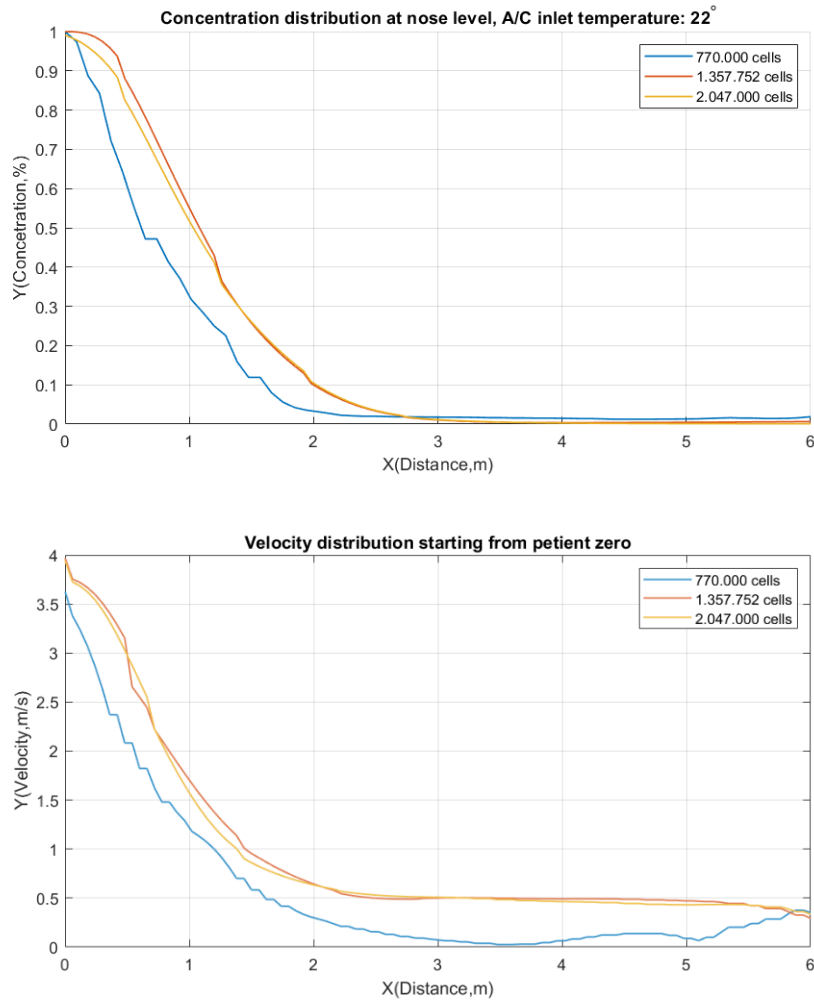 Concentration distribution at nose level, A/C inlet temperature: 22°
Y(Concetration,%)
1
0.9
0.8
0.7
0.6
0.5
0.4
0.3
0.2
0.1
0
770.000 cells
1.357.752 cells
2.047.000 cells
0 1 2 3 4 5 6
X(Distance,m)
Velocity distribution starting from petient zero
Y(Velocity,m/s)
4
3.5
3
2.5
2
1.5
1
0.5
0
770.000 cells
1.357.752 cells
2.047.000 cells
0 1 2 3 4 5 6
X(Distance,m)